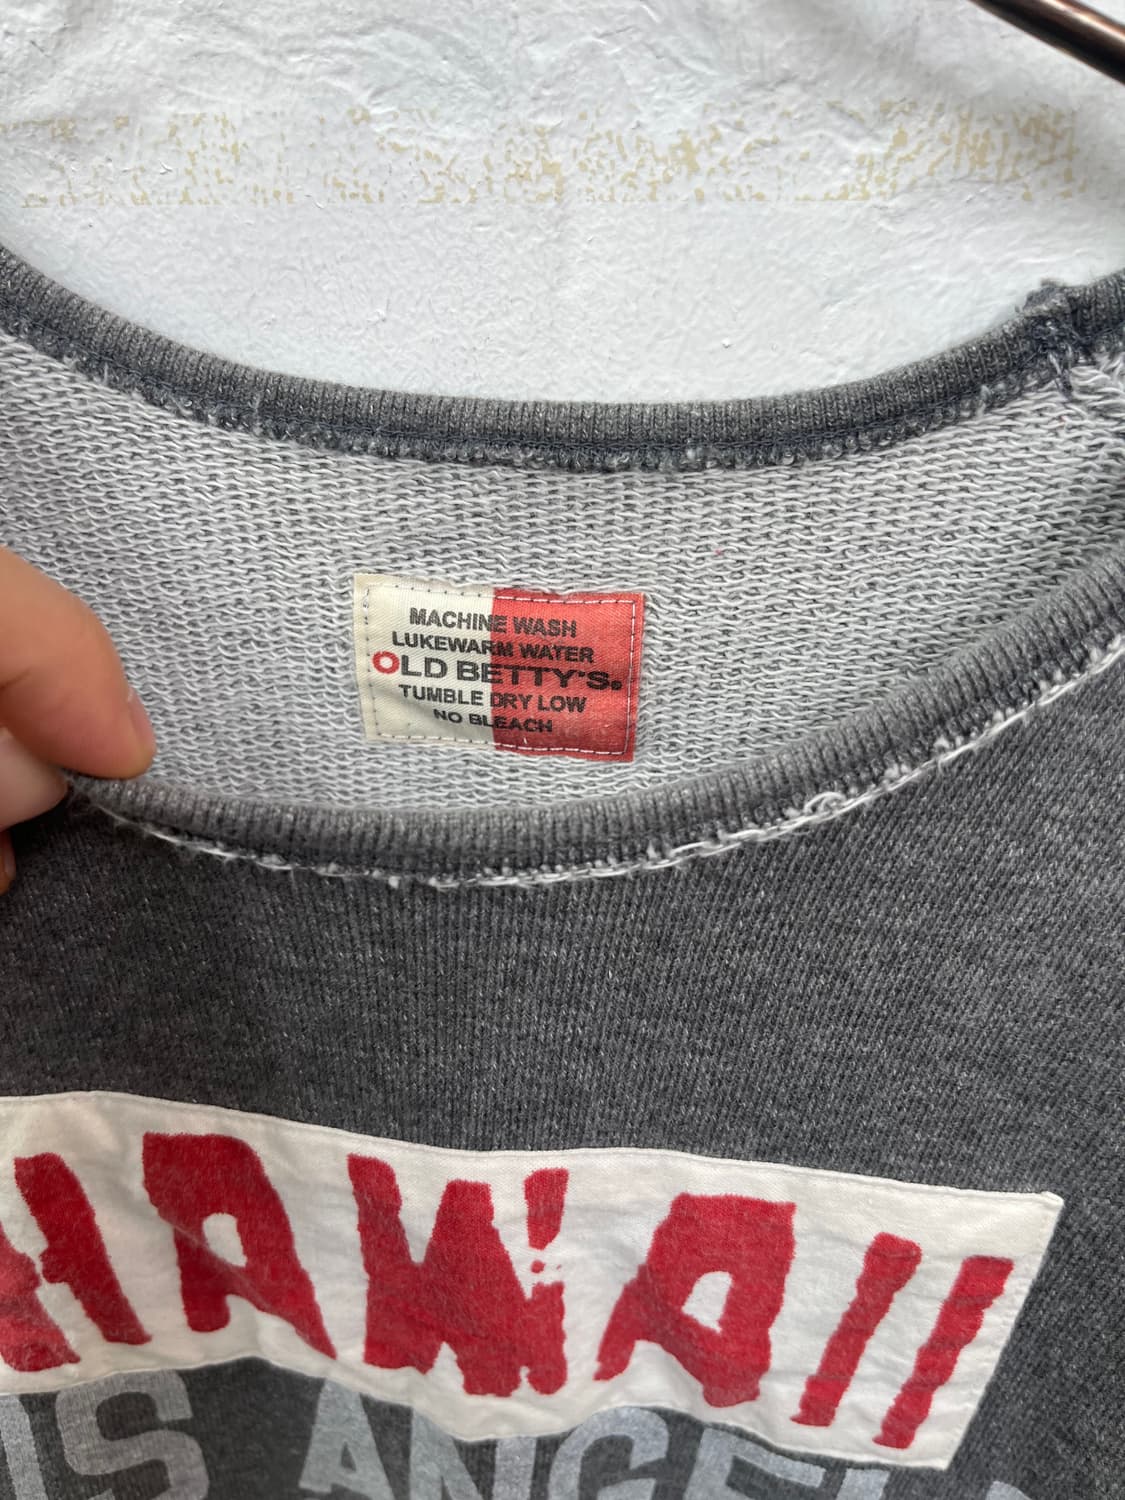 MACHINE WASH
LUKEWARM WATER
OLD BETTY'S.
TUMBLE DRY LOW
NO BLEACH
HAWAII